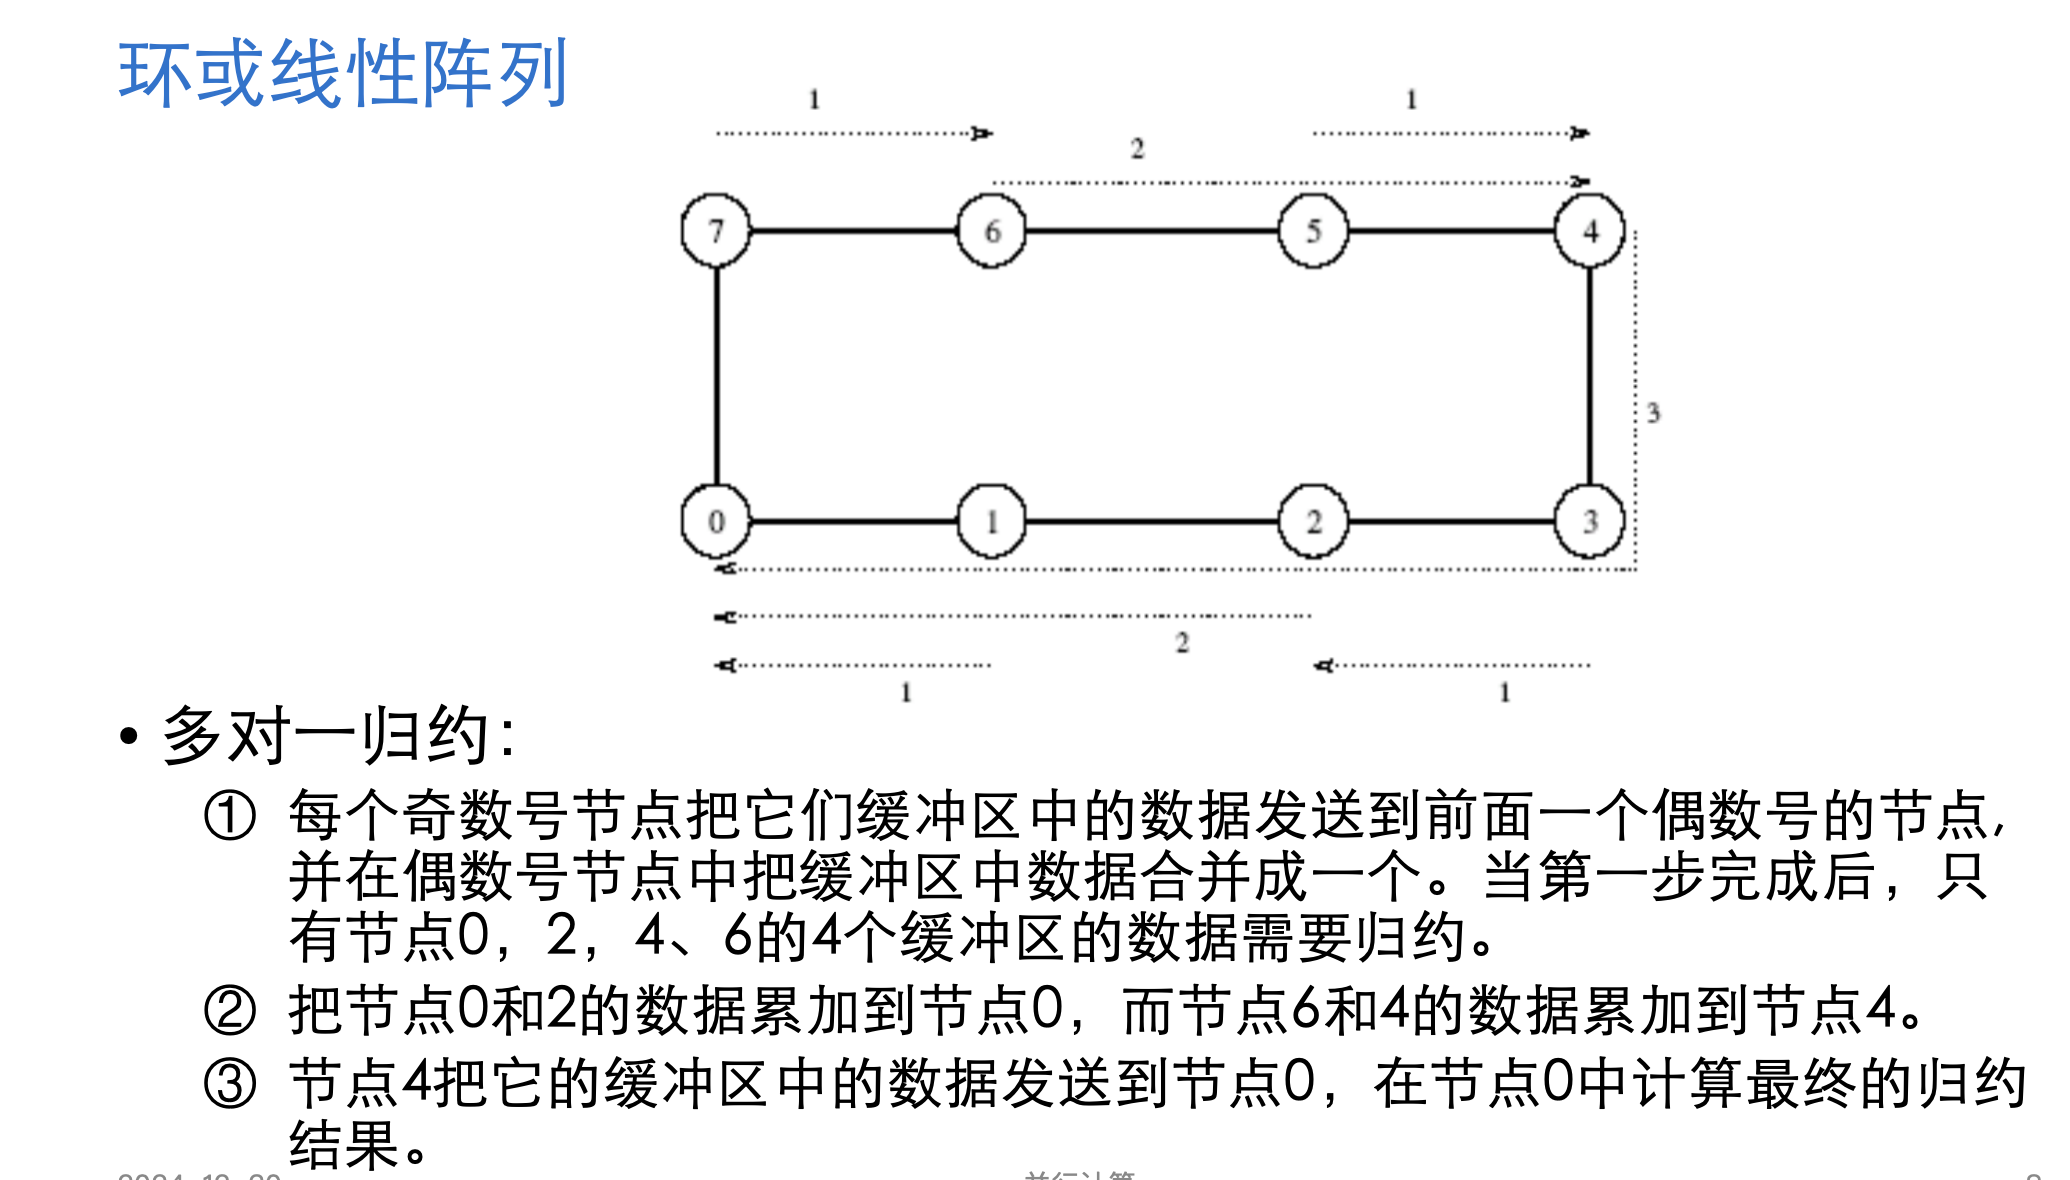 环或线性阵列
1
1
2
7
6
5
4
3
0
1
2
3
2
1
1
• 多对一归约：
① 每个奇数号节点把它们缓冲区中的数据发送到前面一个偶数号的节点，
并在偶数号节点中把缓冲区中数据合并成一个。当第一步完成后，只
有节点0，2，4、6的4个缓冲区的数据需要归约。
② 把节点0和2的数据累加到节点0，而节点6和4的数据累加到节点4。
③ 节点4把它的缓冲区中的数据发送到节点0，在节点0中计算最终的归约
结果。
并行计算